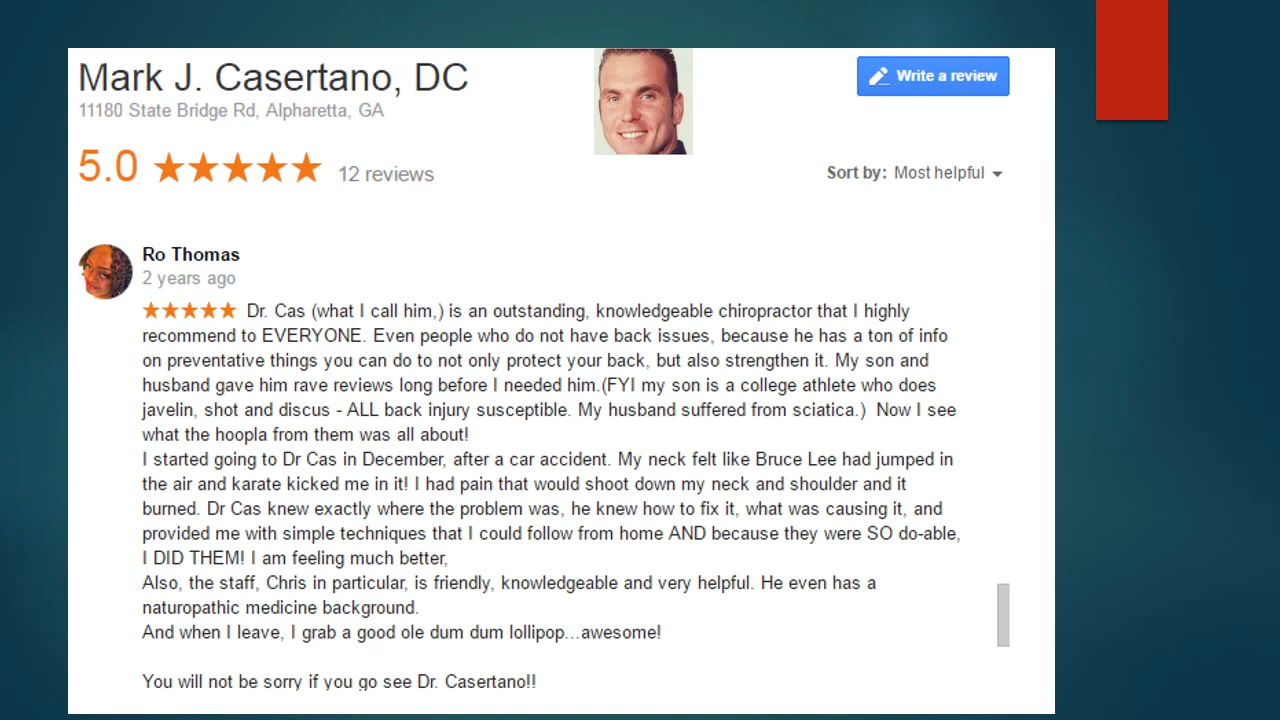 Mark J. Casertano, DC
11180 State Bridge Rd, Alpharetta, GA
Write a review
5.0 ★★★★★ 12 reviews
Sort by: Most helpful
Ro Thomas
2 years ago
★★★★★ Dr. Cas (what I call him,) is an outstanding, knowledgeable chiropractor that I highly
recommend to EVERYONE. Even people who do not have back issues, because he has a ton of info
on preventative things you can do to not only protect your back, but also strengthen it. My son and
husband gave him rave reviews long before I needed him.(FYI my son is a college athlete who does
javelin, shot and discus - ALL back injury susceptible. My husband suffered from sciatica.) Now I see
what the hoopla from them was all about!
I started going to Dr Cas in December, after a car accident. My neck felt like Bruce Lee had jumped in
the air and karate kicked me in it! I had pain that would shoot down my neck and shoulder and it
burned. Dr Cas knew exactly where the problem was, he knew how to fix it, what was causing it, and
provided me with simple techniques that I could follow from home AND because they were SO do-able,
I DID THEM! I am feeling much better,
Also, the staff, Chris in particular, is friendly, knowledgeable and very helpful. He even has a
naturopathic medicine background.
And when I leave, I grab a good ole dum dum lollipop...awesome!
You will not be sorry if you go see Dr. Casertano!!